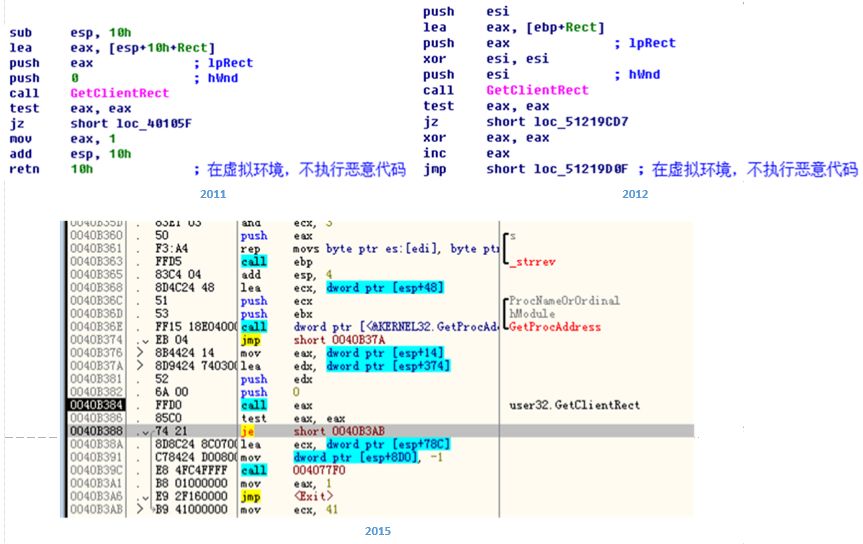 sub esp, 10h
lea eax, [esp+10h+Rect]
push eax ; lpRect
push 0 ; hWnd
call GetClientRect
test eax, eax
jz short loc_40105F
mov eax, 1
add esp, 10h
retn 10h ; 在虚拟环境，不执行恶意代码
2011
push esi
lea eax, [ebp+Rect]
push eax ; lpRect
xor esi, esi
push esi ; hWnd
call GetClientRect
test eax, eax
jz short loc_51219CD7
xor eax, eax
inc eax
jmp short loc_51219D0F ; 在虚拟环境，不执行恶意代码
2012
0040B35D . 83E1 03 and ecx, 3
0040B360 . 50 push eax s
0040B361 . F3:A4 rep movs byte ptr es:[edi], byte ptr
0040B363 . FFD5 call ebp _strrev
0040B365 . 83C4 04 add esp, 4
0040B368 . 8D4C24 48 lea ecx, dword ptr [esp+48]
0040B36C . 51 push ecx ProcNameOrOrdinal
0040B36D . 53 push ebx hModule
0040B36E . FF15 18E04000 call dword ptr [<&KERNEL32.GetProcAdd GetProcAddress
0040B374 . EB 04 jmp short 0040B37A
0040B376 > 8B4424 14 mov eax, dword ptr [esp+14]
0040B37A > 8D9424 740300 lea edx, dword ptr [esp+374]
0040B381 . 52 push edx
0040B382 . 6A 00 push 0
0040B384 . FFD0 call eax user32.GetClientRect
0040B386 . 85C0 test eax, eax
0040B388 . 74 21 je short 0040B3AB
0040B38A . 8D8C24 8C0700 lea ecx, dword ptr [esp+78C]
0040B391 . C78424 D00800 mov dword ptr [esp+8D0], -1
0040B39C . E8 4FC4FFFF call 004077F0
0040B3A1 . B8 01000000 mov eax, 1
0040B3A6 . E9 2F160000 jmp <Exit>
0040B3AB > B9 41000000 mov ecx, 41
2015